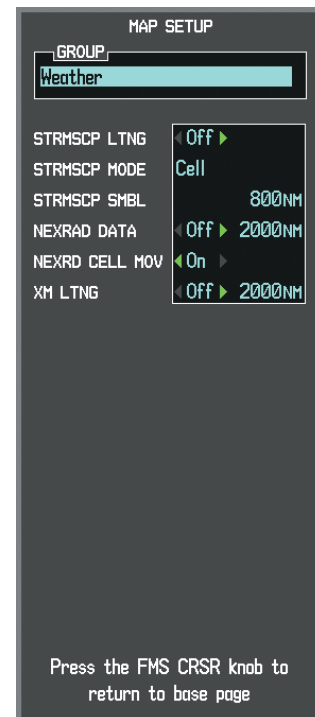 MAP SETUP
GROUP
Weather
STRMSCP LTNG Off
STRMSCP MODE Cell
STRMSCP SMBL 800NM
NEXRAD DATA Off 2000NM
NEXRD CELL MOV On
XM LTNG Off 2000NM
Press the FMS CRSR knob to
return to base page